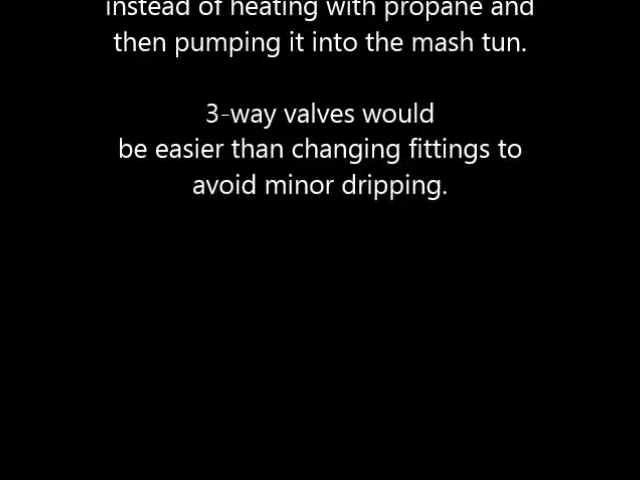 instead of heating with propane and
then pumping it into the mash tun.
3-way valves would
be easier than changing fittings to
avoid minor dripping.